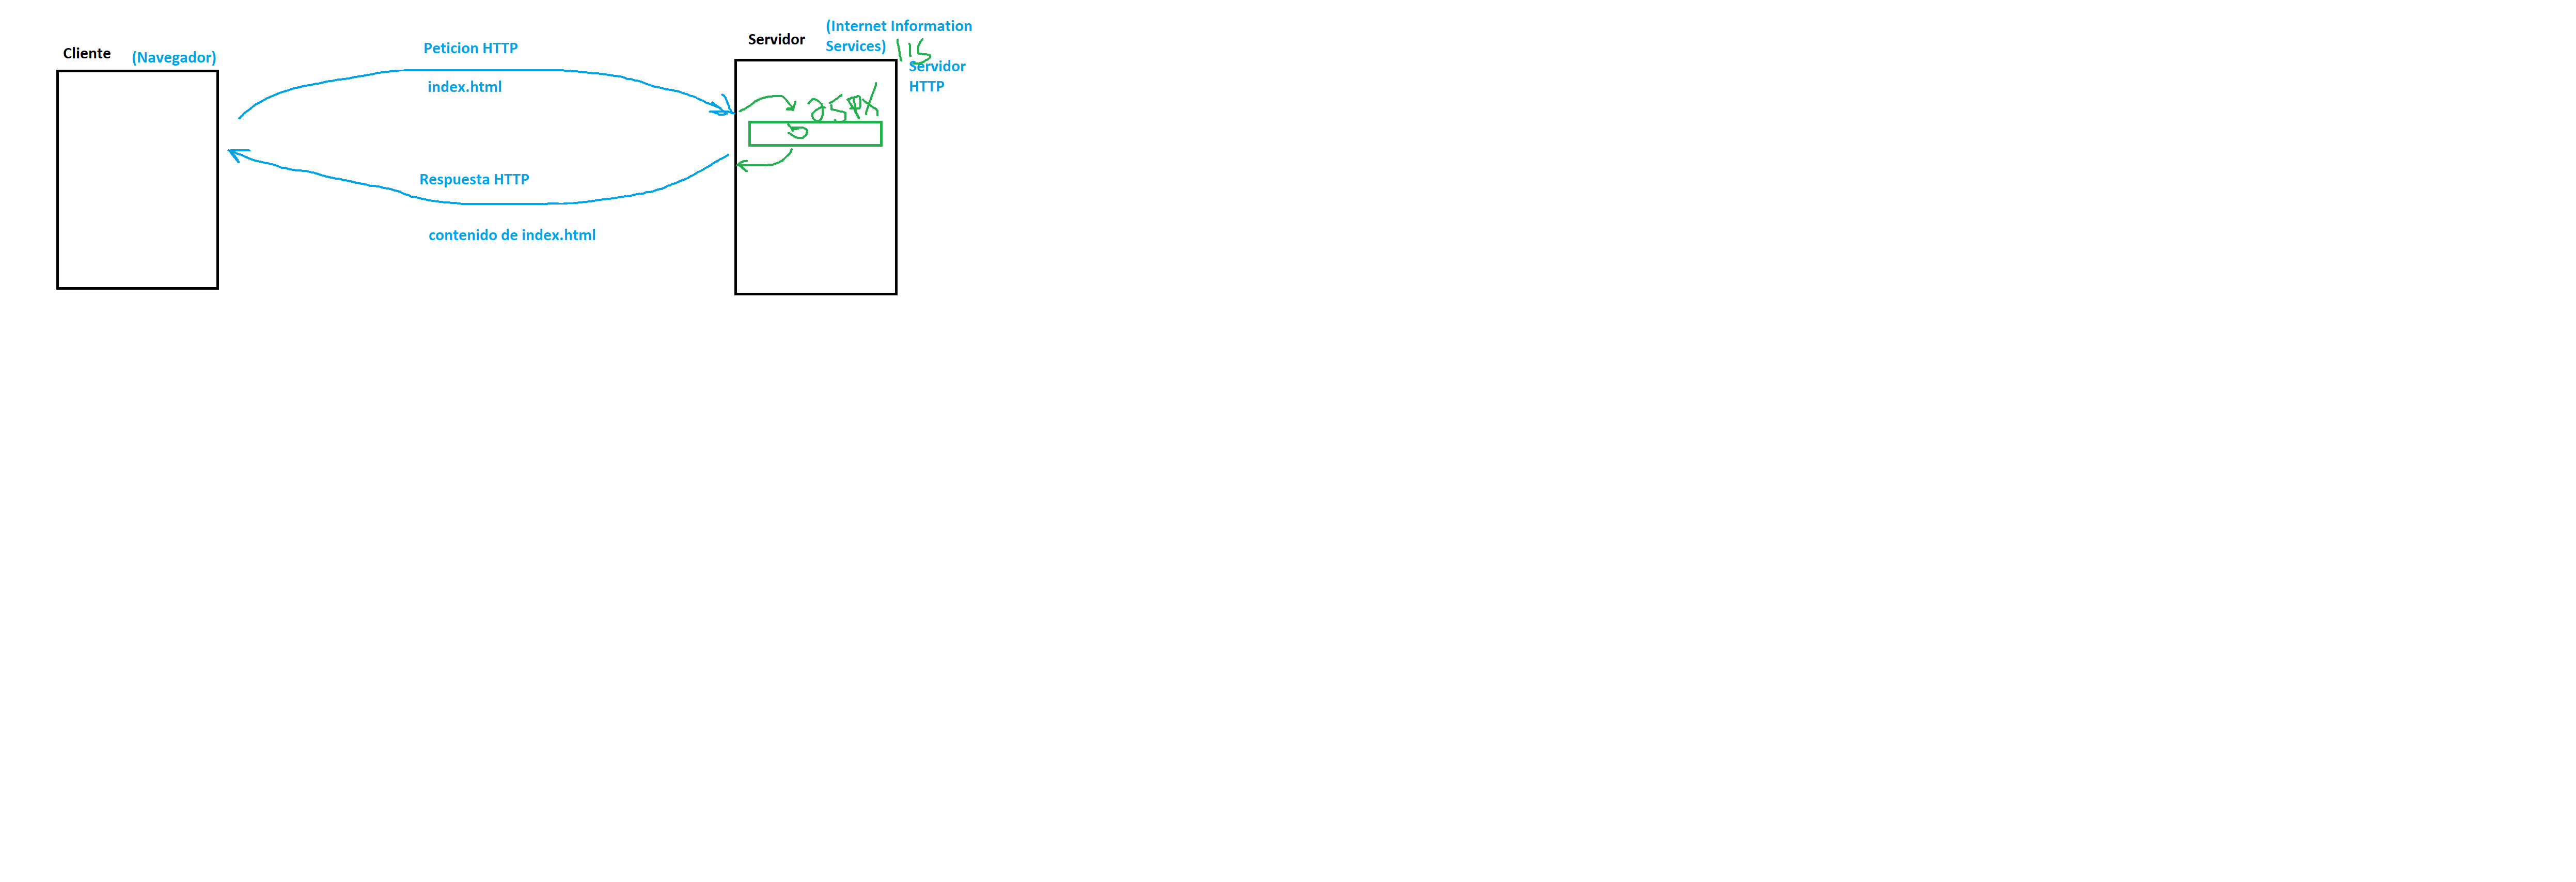 Cliente (Navegador)
Peticion HTTP
index.html
Respuesta HTTP
contenido de index.html
Servidor
(Internet Information
Services) IIS
Servidor
HTTP
aspx